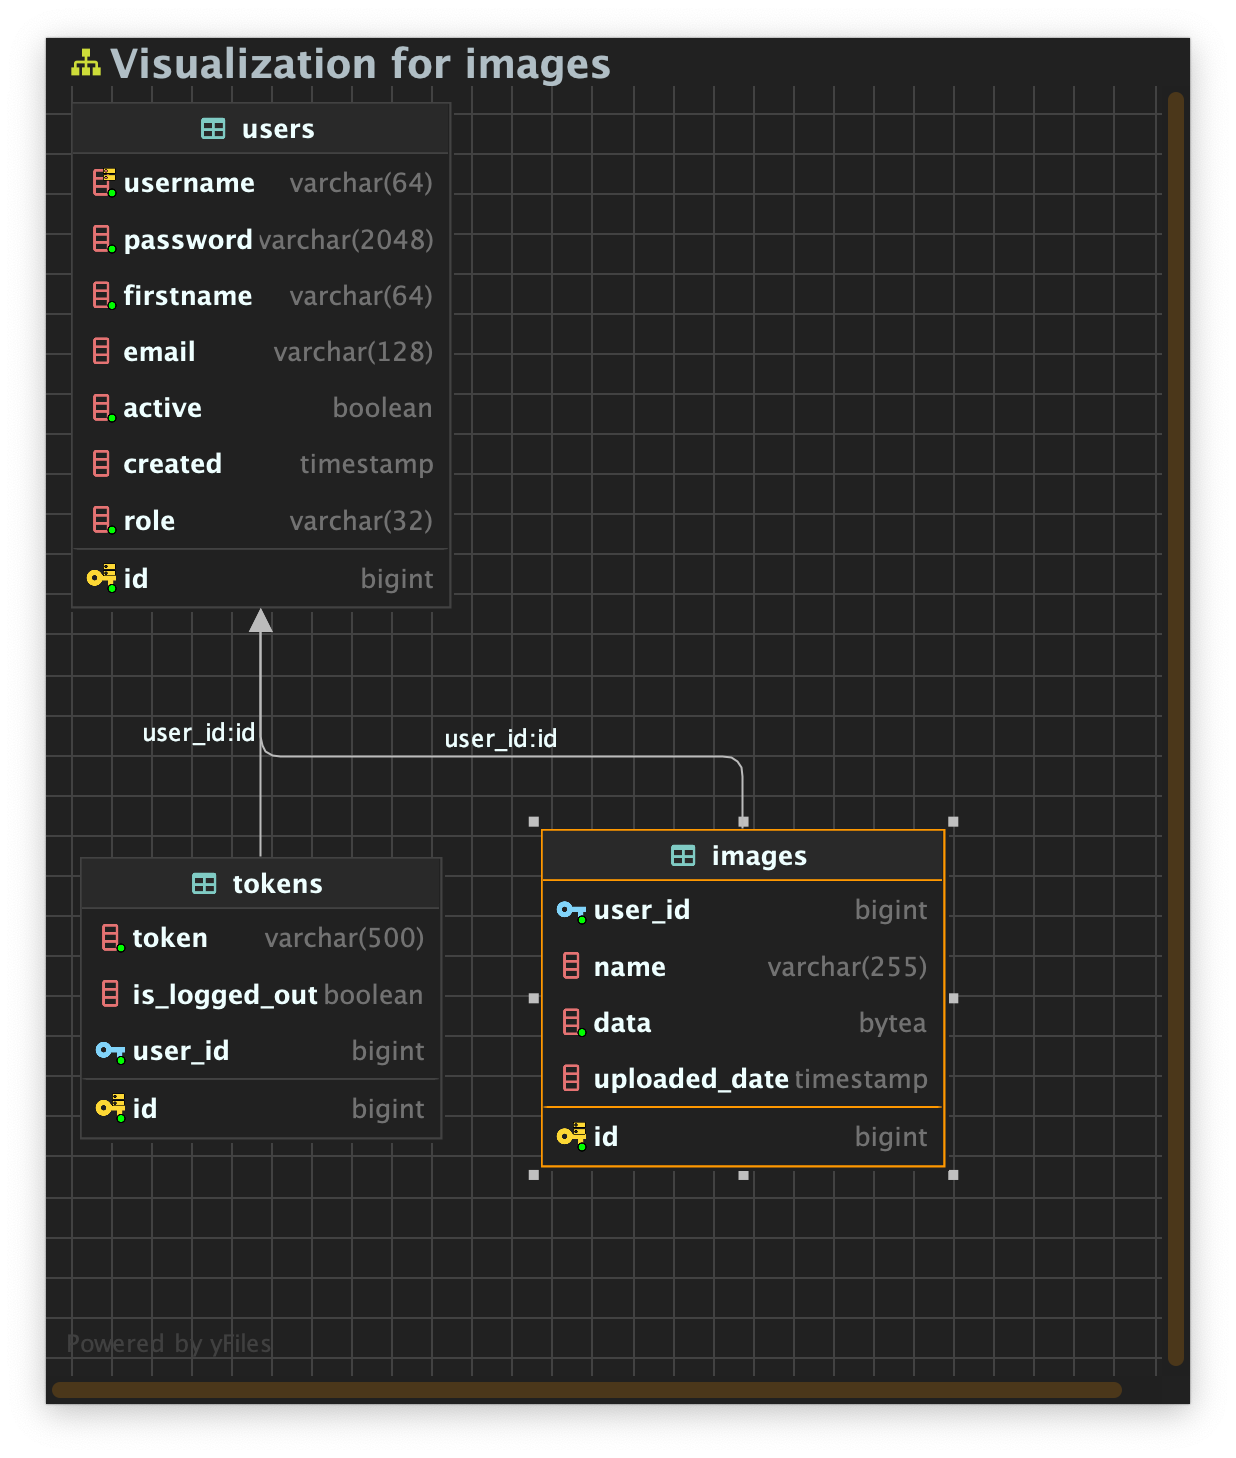 Visualization for images
users
username varchar(64)
password varchar(2048)
firstname varchar(64)
email varchar(128)
active boolean
created timestamp
role varchar(32)
id bigint
user_id:id
user_id:id
tokens
token varchar(500)
is_logged_out boolean
user_id bigint
id bigint
images
user_id bigint
name varchar(255)
data bytea
uploaded_date timestamp
id bigint
Powered by yFiles